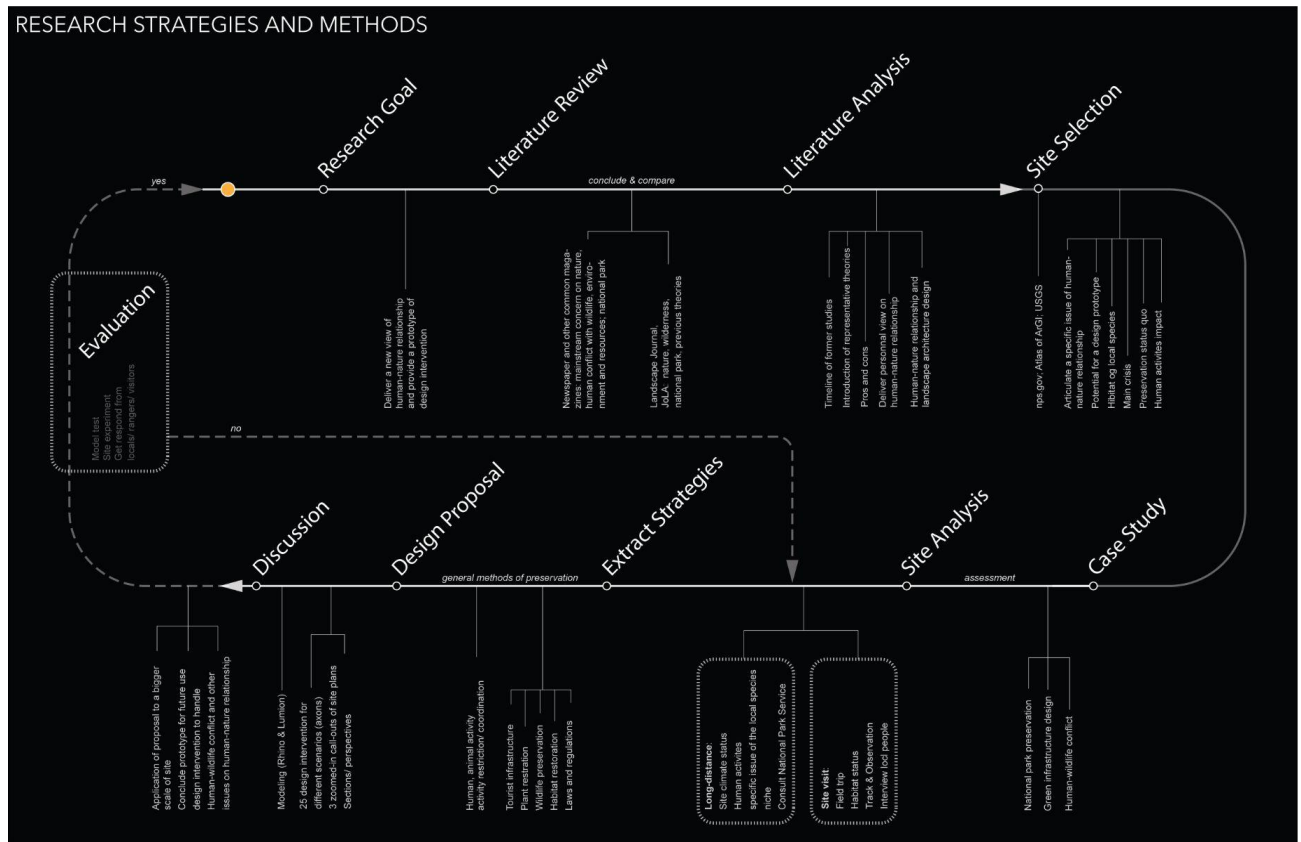 RESEARCH STRATEGIES AND METHODS
Research Goal
Literature Review
Literature Analysis
Site Selection
yes
conclude & compare
Deliver a new view of
human-nature relationship
and provide a prototype of
design intervention
Newspaper and other common maga-
zines: mainstream concern on nature,
human conflict with wildlife, enviro-
nment and resources; national park
Landscape Journal,
JoLA: nature, wilderness,
national park, previous theories
Timeline of former studies
Introduction of representative theories
Pros and cons
Deliver personnal view on
human-nature relationship
Human-nature relationship and
landscape architecture design
nps.gov; Atlas of ArGI; USGS
Articulate a specific issue of human-
nature relationship
Potential for a design prototype
Hibitat og local species
Main crisis
Preservation status quo
Human activites impact
Evaluation
Model test
Site experiment
Get respond from
locals/ rangers/ visitors
no
Discussion
Design Proposal
Extract Strategies
Site Analysis
Case Study
general methods of preservation
assessment
Application of proposal to a bigger
scale of site
Conclude prototype for future use
design intervention to handle
Human-wildlife conflict and other
issues on human-nature relationship
Modeling (Rhino & Lumion)
25 design intervention for
different scenarios (axons)
3 zoomed-in call-outs of site plans
Sections/ perspectives
Human, animal activity
activity restriction/ coordination
Tourist infrastructure
Plant restration
Wildlife preservation
Habitat restoration
Laws and regulations
Long-distance:
Site climate status
Human activites
specific issue of the local species
niche
Consult National Park Service
Site visit:
Field trip
Habitat status
Track & Observation
Interview locl people
National park preservation
Green infrastructure design
Human-wildlife conflict